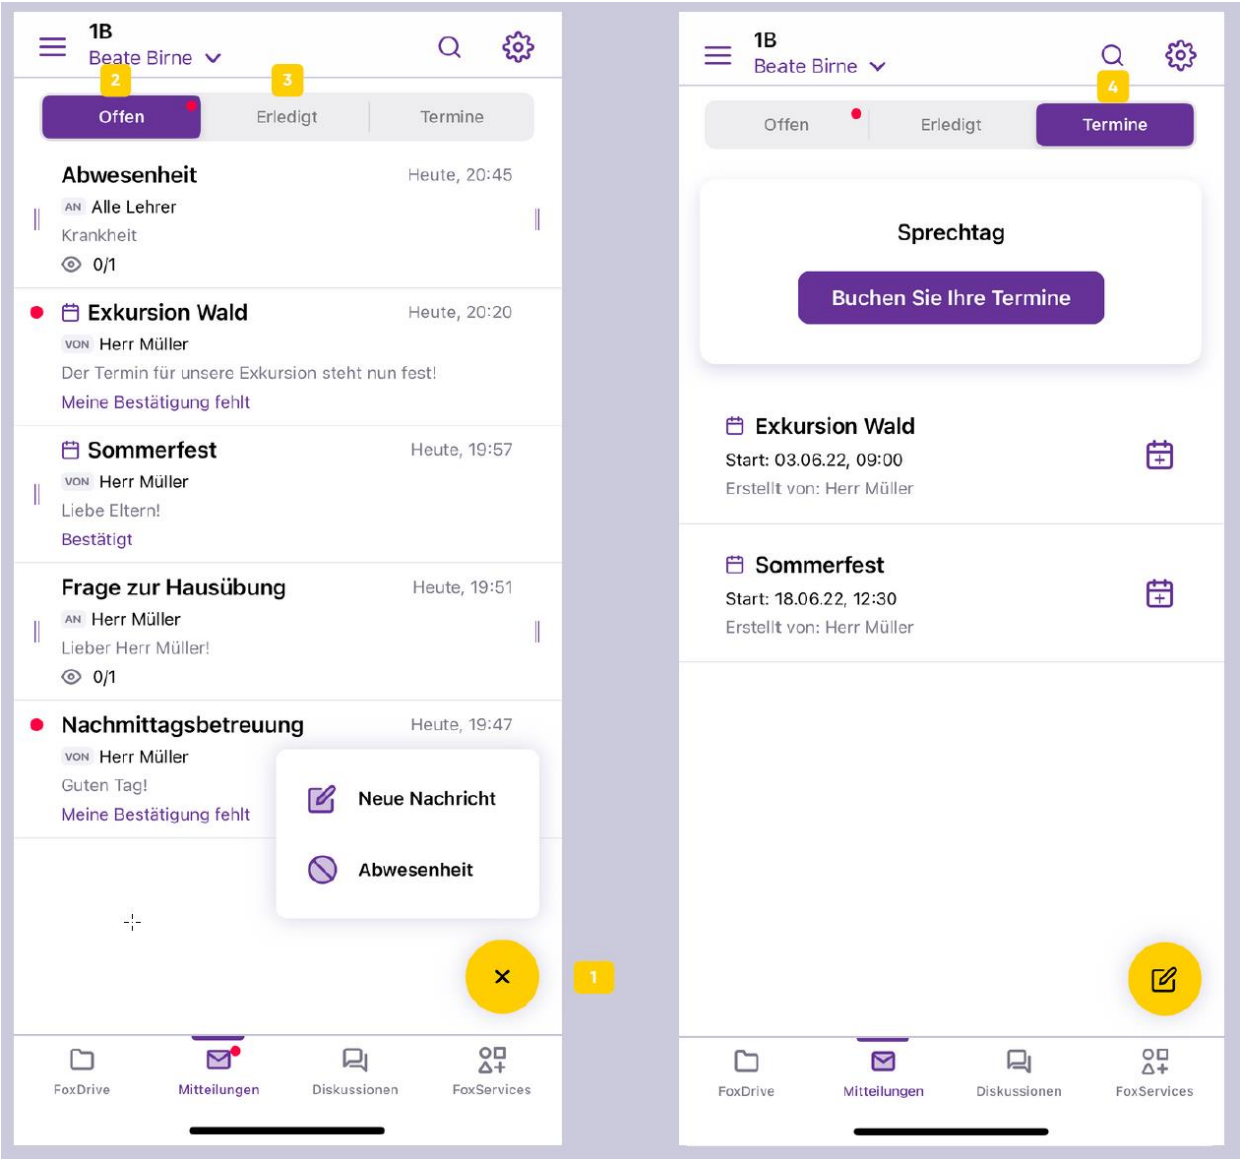 1B
Beate Birne
2
3
Offen
Erledigt
Termine
Abwesenheit
Heute, 20:45
AN Alle Lehrer
Krankheit
0/1
Exkursion Wald
Heute, 20:20
VON Herr Müller
Der Termin für unsere Exkursion steht nun fest!
Meine Bestätigung fehlt
Sommerfest
Heute, 19:57
VON Herr Müller
Liebe Eltern!
Bestätigt
Frage zur Hausübung
Heute, 19:51
AN Herr Müller
Lieber Herr Müller!
0/1
Nachmittagsbetreuung
Heute, 19:47
VON Herr Müller
Guten Tag!
Meine Bestätigung fehlt
Neue Nachricht
Abwesenheit
1
FoxDrive
Mitteilungen
Diskussionen
FoxServices
1B
Beate Birne
4
Offen
Erledigt
Termine
Sprechtag
Buchen Sie Ihre Termine
Exkursion Wald
Start: 03.06.22, 09:00
Erstellt von: Herr Müller
Sommerfest
Start: 18.06.22, 12:30
Erstellt von: Herr Müller
FoxDrive
Mitteilungen
Diskussionen
FoxServices